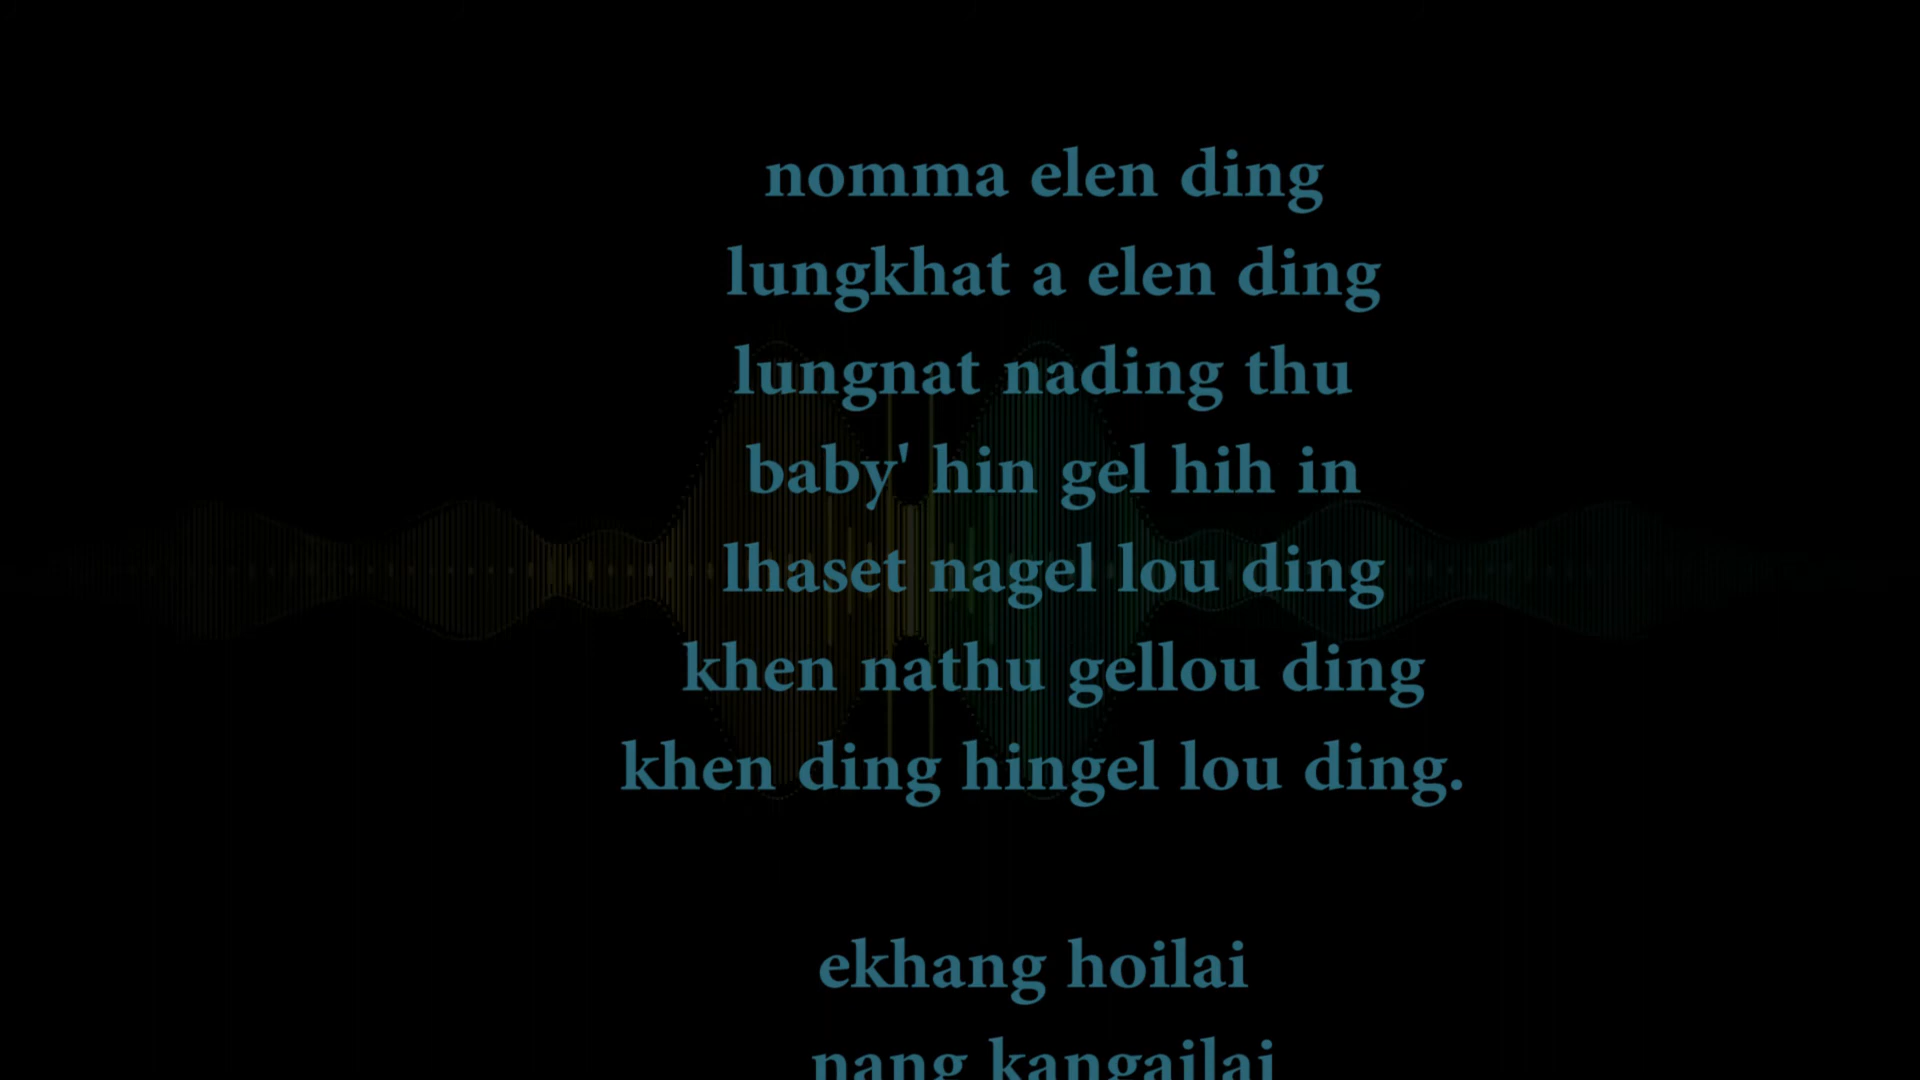 nomma elen ding
lungkhat a elen ding
lungnat nading thu
baby' hin gel hih in
lhaset nagel lou ding
khen nathu gellou ding
khen ding hingel lou ding.
ekhang hoilai
nang kangailai